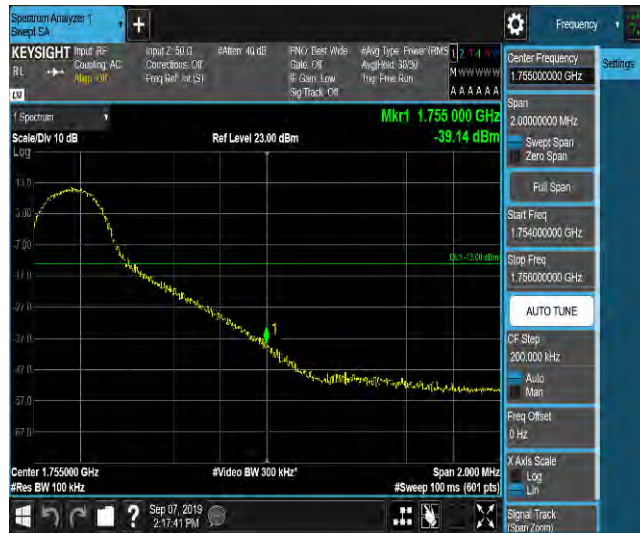 Spectrum Analyzer 1
Swept SA
+
Frequency
KEYSIGHT
Input: RF
Input Z: 50 Ω
#Atten: 40 dB
PNO: Best Wide
#Avg Type: Power (RMS
1 2
RL
Coupling: AC
Corrections: Off
Gate: Off
Avg|Hold: 30/30
M W W W W W
Align: Off
Freq Ref: Int (S)
IF Gain: Low
Trig: Free Run
Sig Track: Off
A A A A A A
LXI
1 Spectrum
Mkr1 1.755 000 GHz
Scale/Div 10 dB
Ref Level 23.00 dBm
-39.14 dBm
Log
13.0
3.00
-7.00
DL1 -13.00 dBm
-17.0
-27.0
-37.0
1
-47.0
-57.0
-67.0
Center 1.755000 GHz
#Video BW 300 kHz*
Span 2.000 MHz
#Res BW 100 kHz
#Sweep 100 ms (601 pts)
Center Frequency
1.755000000 GHz
Settings
Span
2.00000000 MHz
Swept Span
Zero Span
Full Span
Start Freq
1.754000000 GHz
Stop Freq
1.756000000 GHz
AUTO TUNE
CF Step
200.000 kHz
Auto
Man
Freq Offset
0 Hz
X Axis Scale
Log
Lin
Signal Track
(Span Zoom)
?
Sep 07, 2019
2:17:41 PM